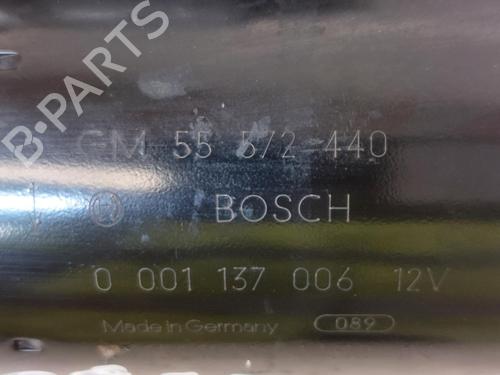 B-PARTS
GM 55 572 440
BOSCH
0 001 137 006 12V
Made in Germany 089